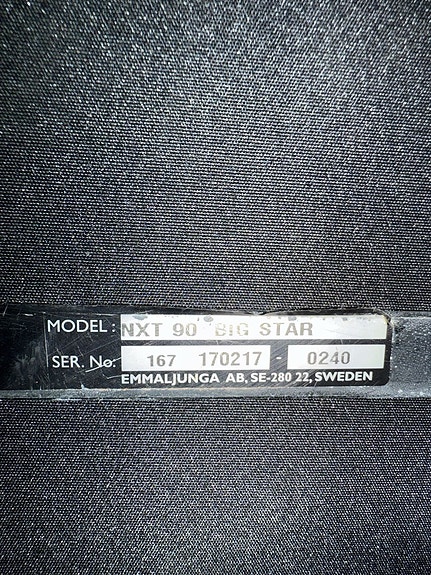 MODEL: NXT 90 BIG STAR
SER. No: 167 170217 - 0240
EMMALJUNGA AB, SE-280 22, SWEDEN